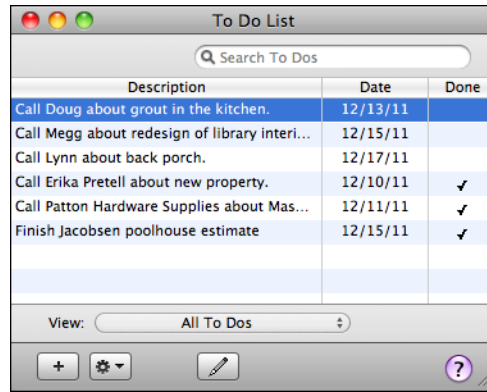 To Do List
Search To Dos
Description Date Done
Call Doug about grout in the kitchen. 12/13/11
Call Megg about redesign of library interi... 12/15/11
Call Lynn about back porch. 12/17/11
Call Erika Pretell about new property. 12/10/11 ✓
Call Patton Hardware Supplies about Mas... 12/11/11 ✓
Finish Jacobsen poolhouse estimate 12/15/11 ✓
View: All To Dos
+ ?